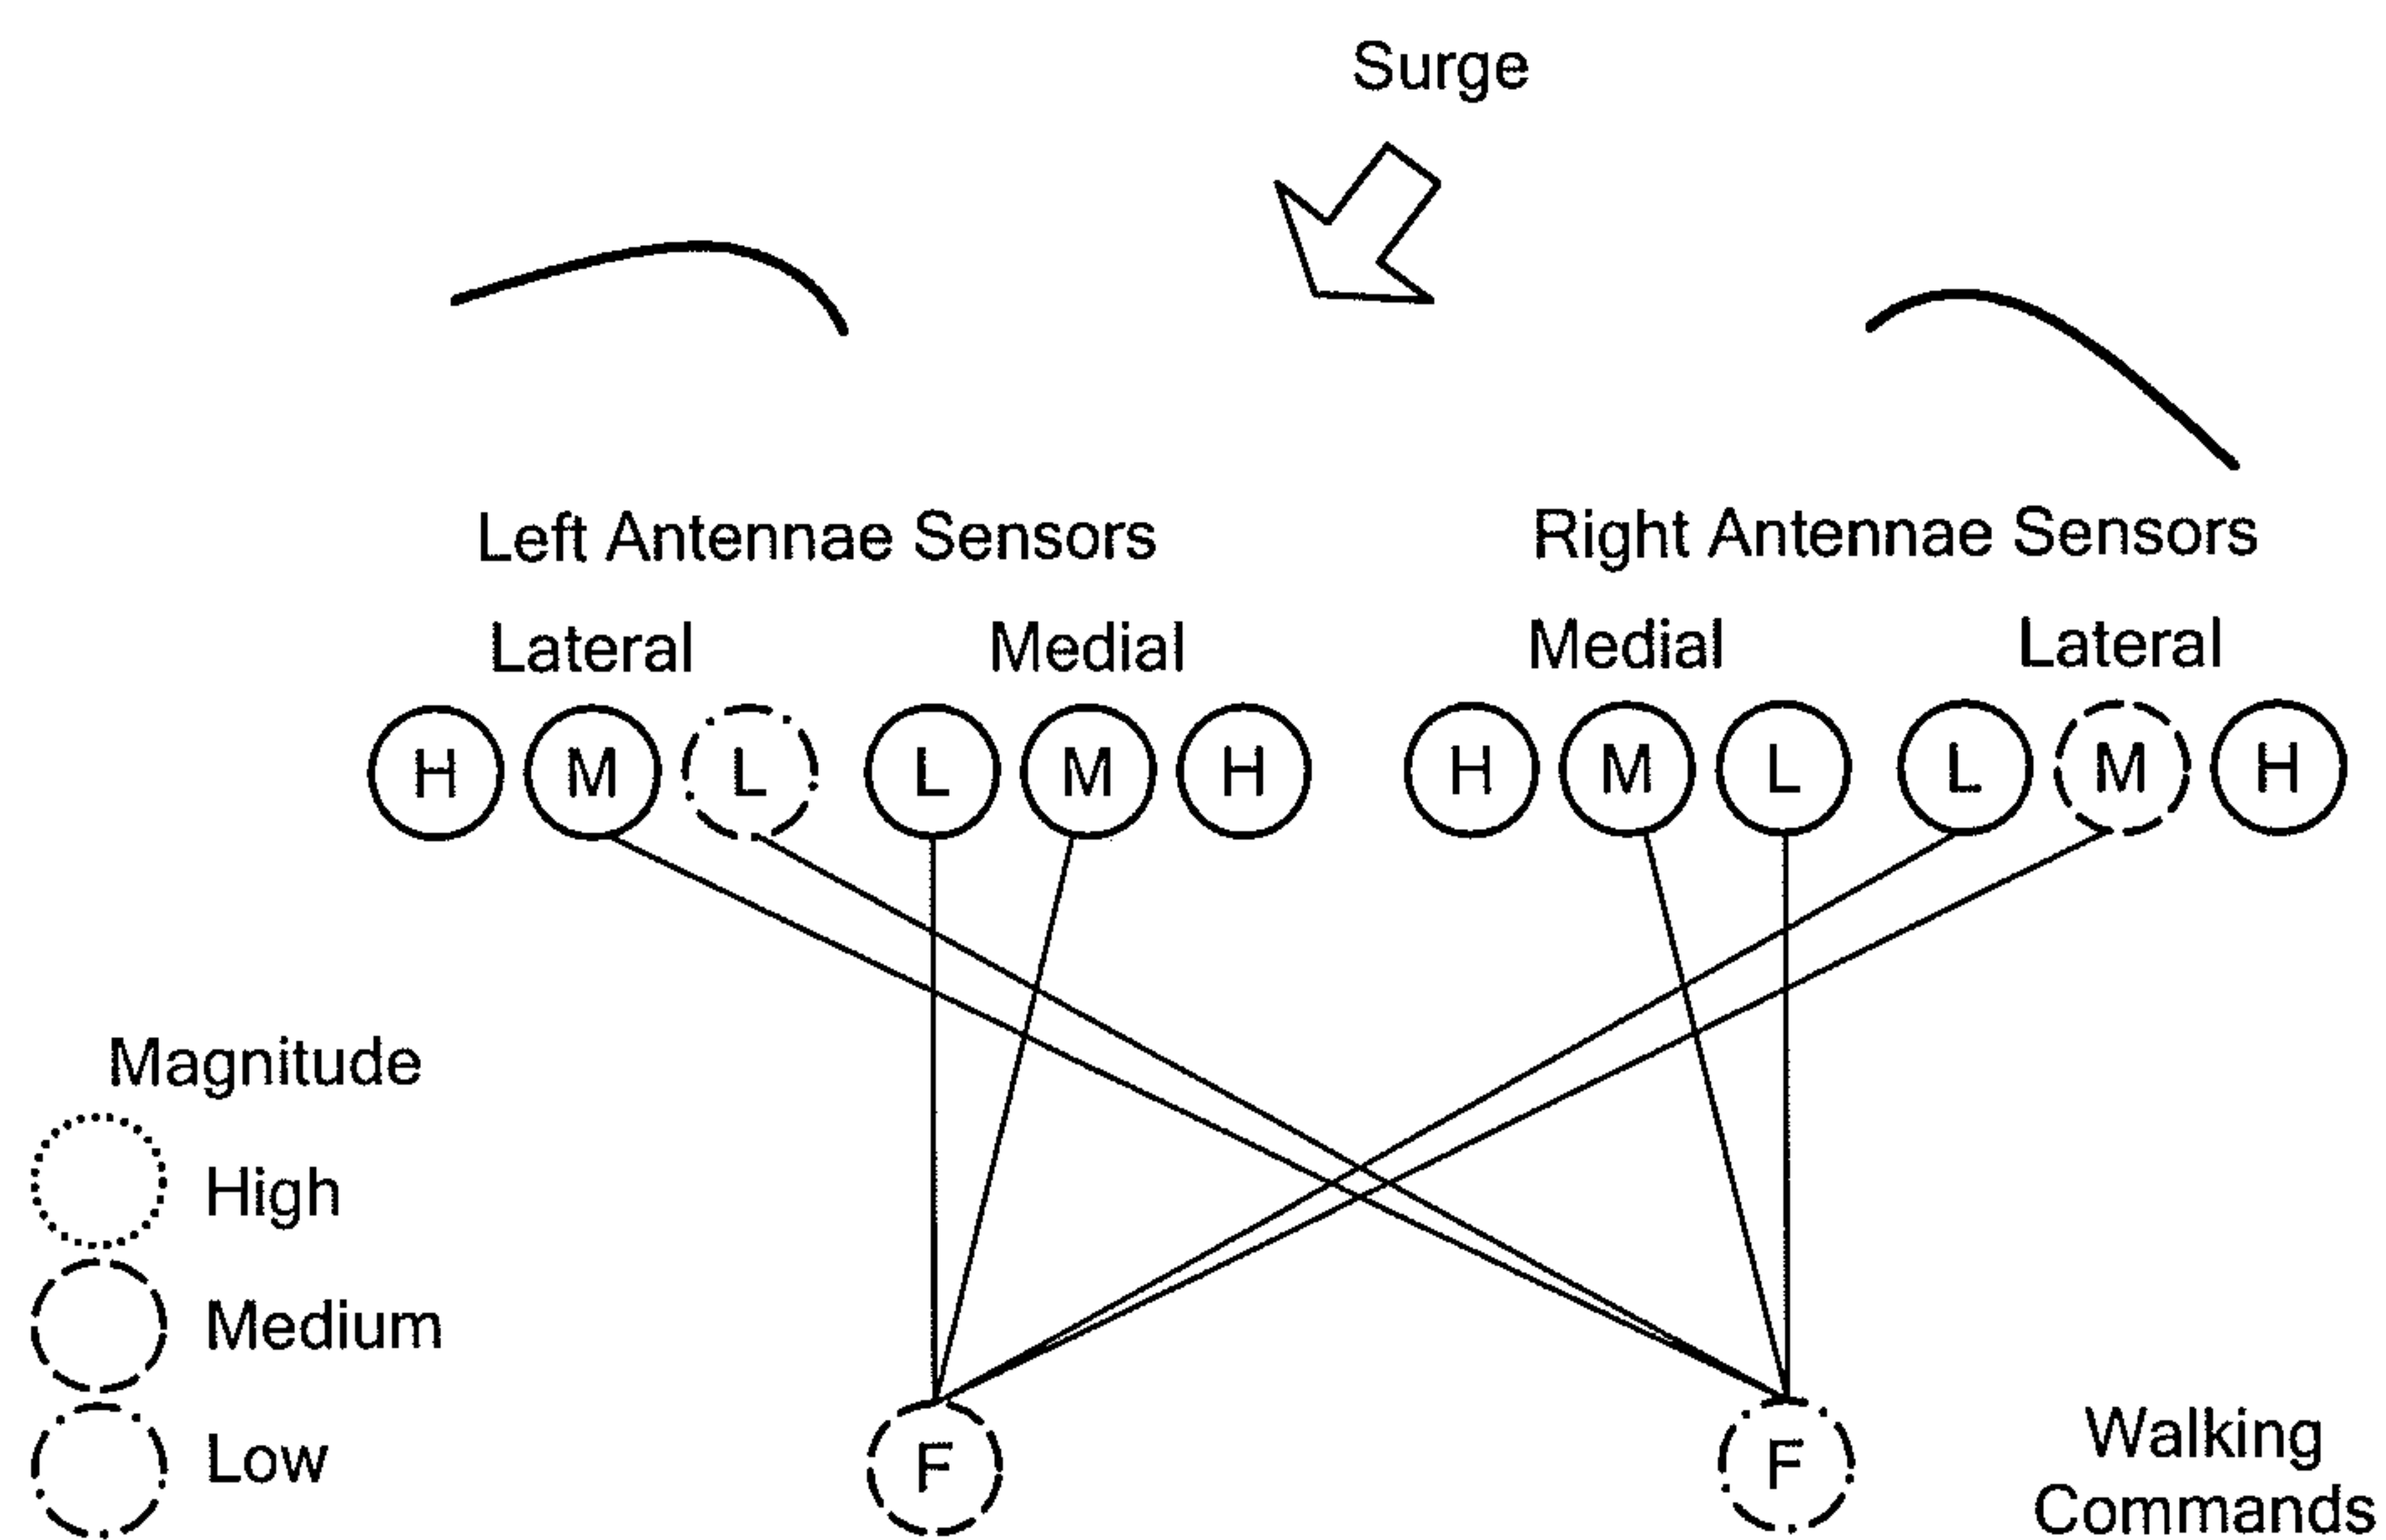 Surge
Left Antennae Sensors
Right Antennae Sensors
Lateral
Medial
Medial
Lateral
H M L L M H H M L L M H
Magnitude
High
Medium
Low
F
F
Walking
Commands